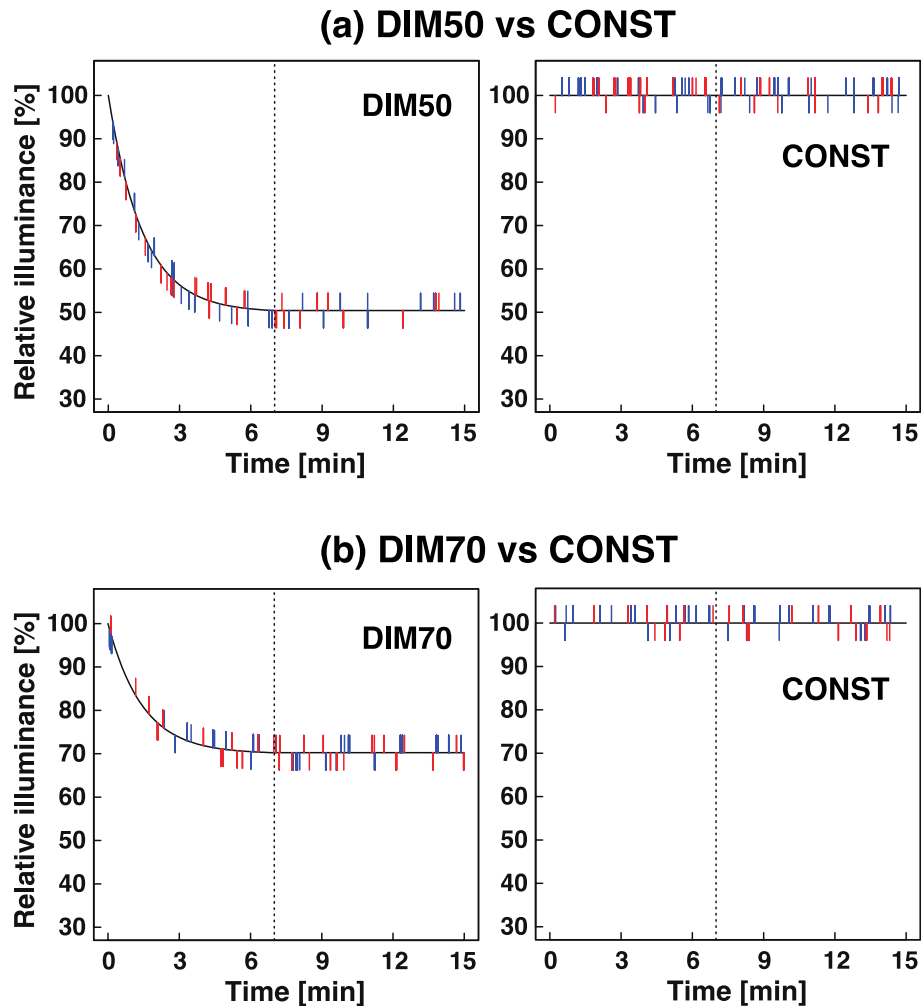 (a) DIM50 vs CONST
Relative illuminance [%]
100
90
80
70
60
50
40
30
DIM50
0 3 6 9 12 15
Time [min]
100
90
80
70
60
50
40
30
CONST
0 3 6 9 12 15
Time [min]
(b) DIM70 vs CONST
Relative illuminance [%]
100
90
80
70
60
50
40
30
DIM70
0 3 6 9 12 15
Time [min]
100
90
80
70
60
50
40
30
CONST
0 3 6 9 12 15
Time [min]